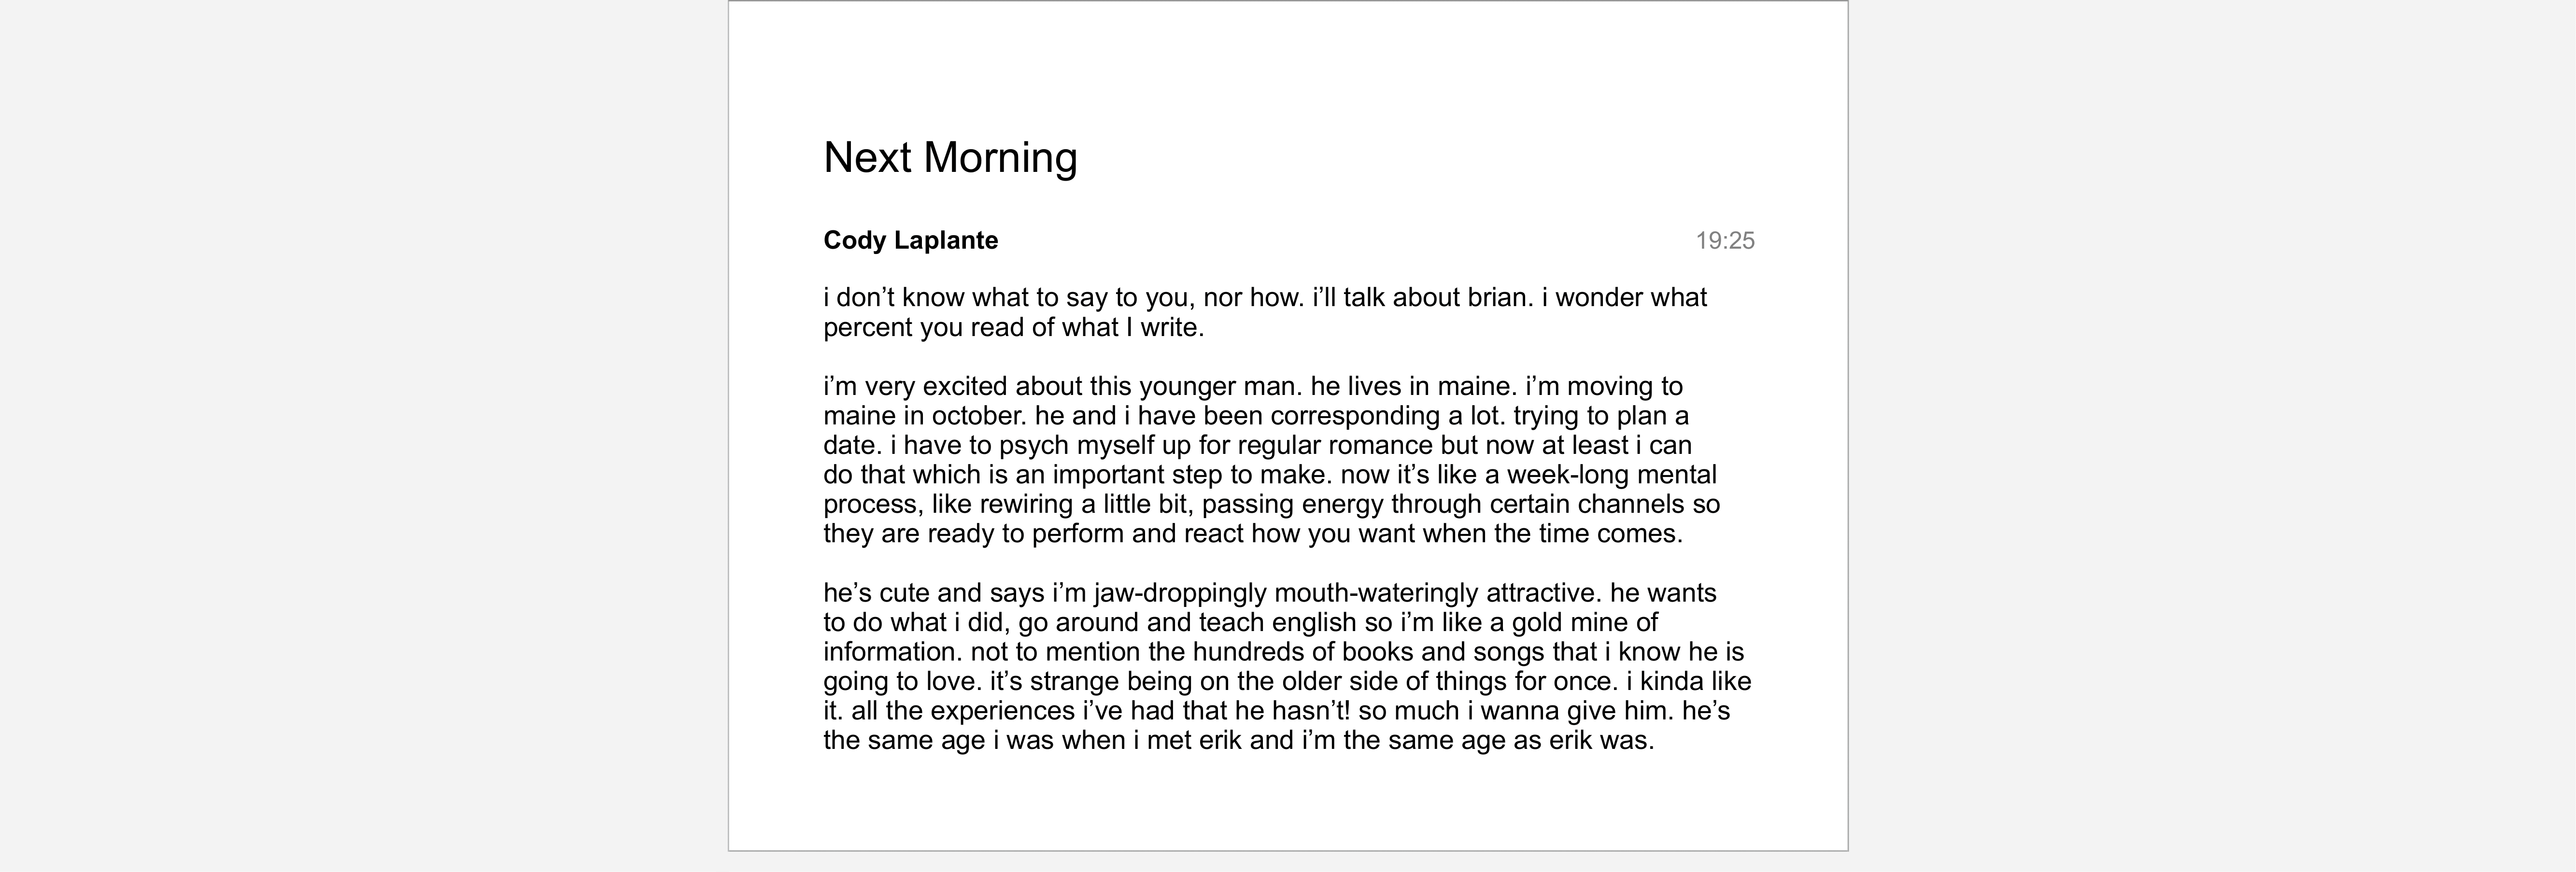 Next Morning
Cody Laplante
19:25
i don’t know what to say to you, nor how. i’ll talk about brian. i wonder what
percent you read of what I write.
i’m very excited about this younger man. he lives in maine. i’m moving to
maine in october. he and i have been corresponding a lot. trying to plan a
date. i have to psych myself up for regular romance but now at least i can
do that which is an important step to make. now it’s like a week-long mental
process, like rewiring a little bit, passing energy through certain channels so
they are ready to perform and react how you want when the time comes.
he’s cute and says i’m jaw-droppingly mouth-wateringly attractive. he wants
to do what i did, go around and teach english so i’m like a gold mine of
information. not to mention the hundreds of books and songs that i know he is
going to love. it’s strange being on the older side of things for once. i kinda like
it. all the experiences i’ve had that he hasn’t! so much i wanna give him. he’s
the same age i was when i met erik and i’m the same age as erik was.